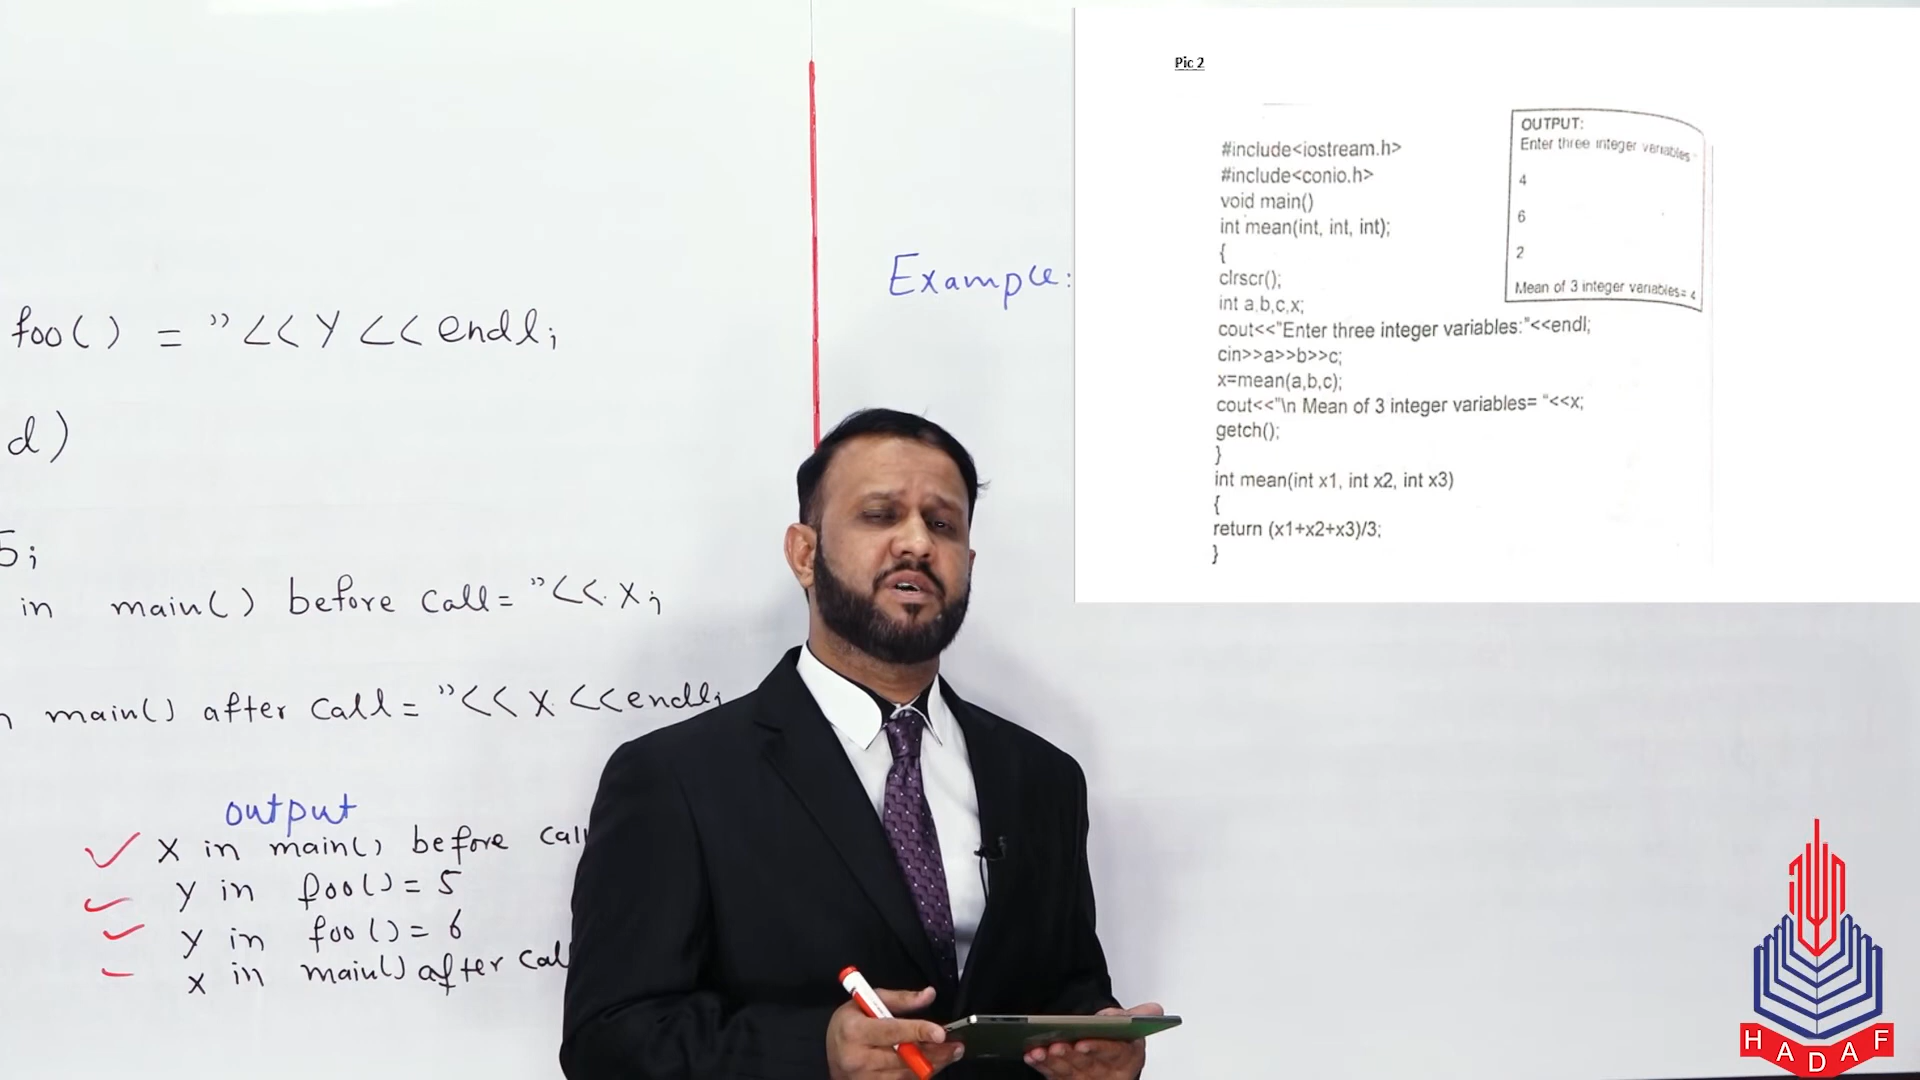 foo() = "<<y<<endl;
d)
5;
in main() before call= "<<x;
main() after call= "<<x<<endl;
output
x in main() before call
y in foo()= 5
y in foo()= 6
x in main() after call
Example:
Pic 2
#include<iostream.h>
#include<conio.h>
void main()
int mean(int, int, int);
{
clrscr();
int a,b,c,x;
cout<<"Enter three integer variables:"<<endl;
cin>>a>>b>>c;
x=mean(a,b,c);
cout<<"\n Mean of 3 integer variables= "<<x;
getch();
}
int mean(int x1, int x2, int x3)
{
return (x1+x2+x3)/3;
}
OUTPUT:
Enter three integer variables
4
6
2
Mean of 3 integer variables= 4
HADAF